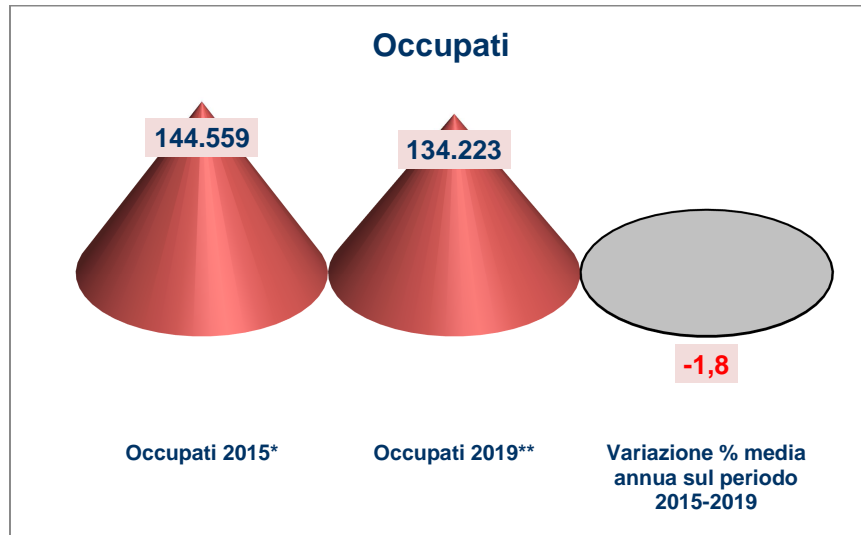 Occupati
144.559
134.223
-1,8
Occupati 2015*
Occupati 2019**
Variazione % media
annua sul periodo
2015-2019